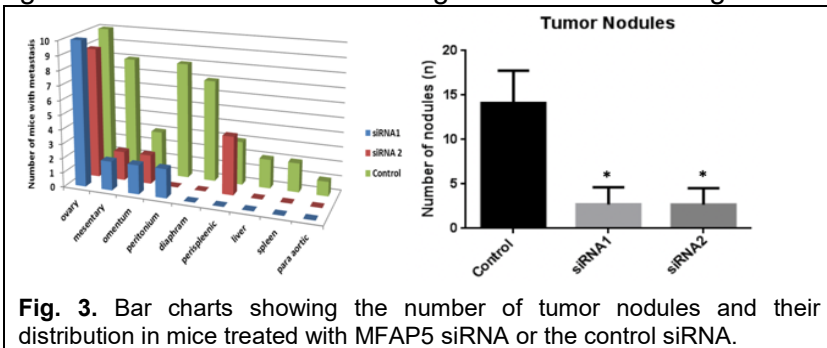 Number of mice with metastasis
10
9
8
7
6
5
4
3
2
1
0
ovary
mesentary
omentum
peritonium
diaphram
perispleenic
liver
spleen
para aortic
siRNA1
siRNA 2
Control
Tumor Nodules
Number of nodules (n)
20
15
10
5
0
* *
Control
siRNA1
siRNA2
Fig. 3. Bar charts showing the number of tumor nodules and their
distribution in mice treated with MFAP5 siRNA or the control siRNA.